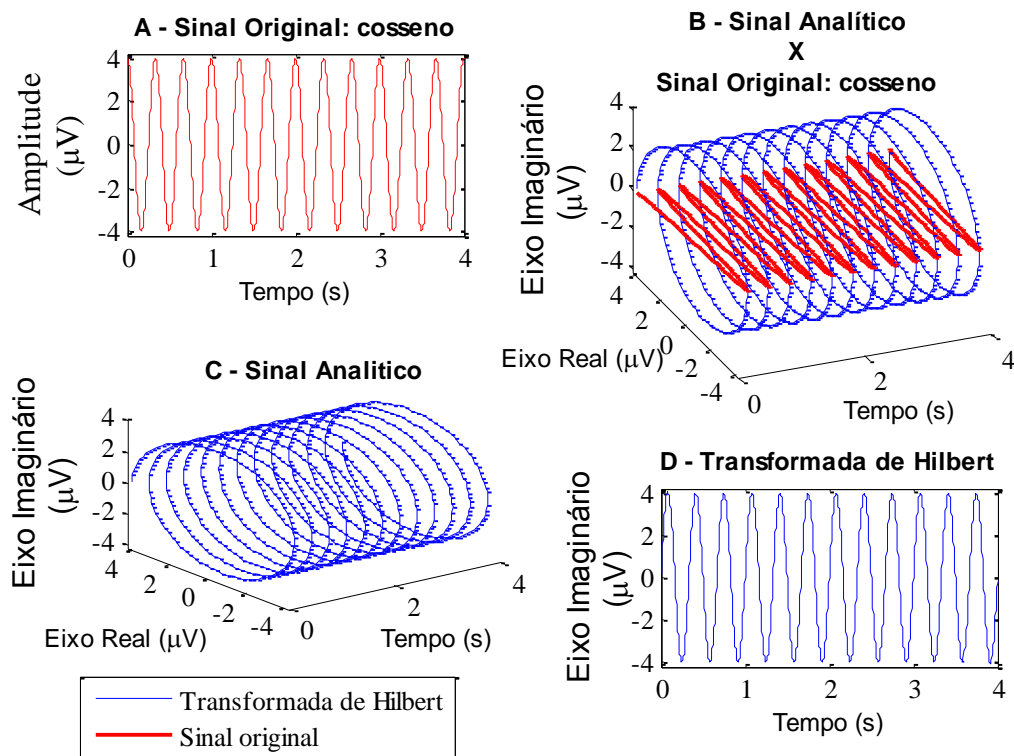 A - Sinal Original: cosseno
Amplitude
(μV)
4
2
0
-2
-4
0 1 2 3 4
Tempo (s)
B - Sinal Analítico
X
Sinal Original: cosseno
Eixo Imaginário
(μV)
4
2
0
-2
-4
4
2
0
-2
-4
Eixo Real (μV)
0
2
4
Tempo (s)
C - Sinal Analitico
Eixo Imaginário
(μV)
4
2
0
-2
-4
4
2
0
-2
-4
Eixo Real (μV)
0
2
4
Tempo (s)
D - Transformada de Hilbert
Eixo Imaginário
(μV)
4
2
0
-2
-4
0 1 2 3 4
Tempo (s)
Transformada de Hilbert
Sinal original